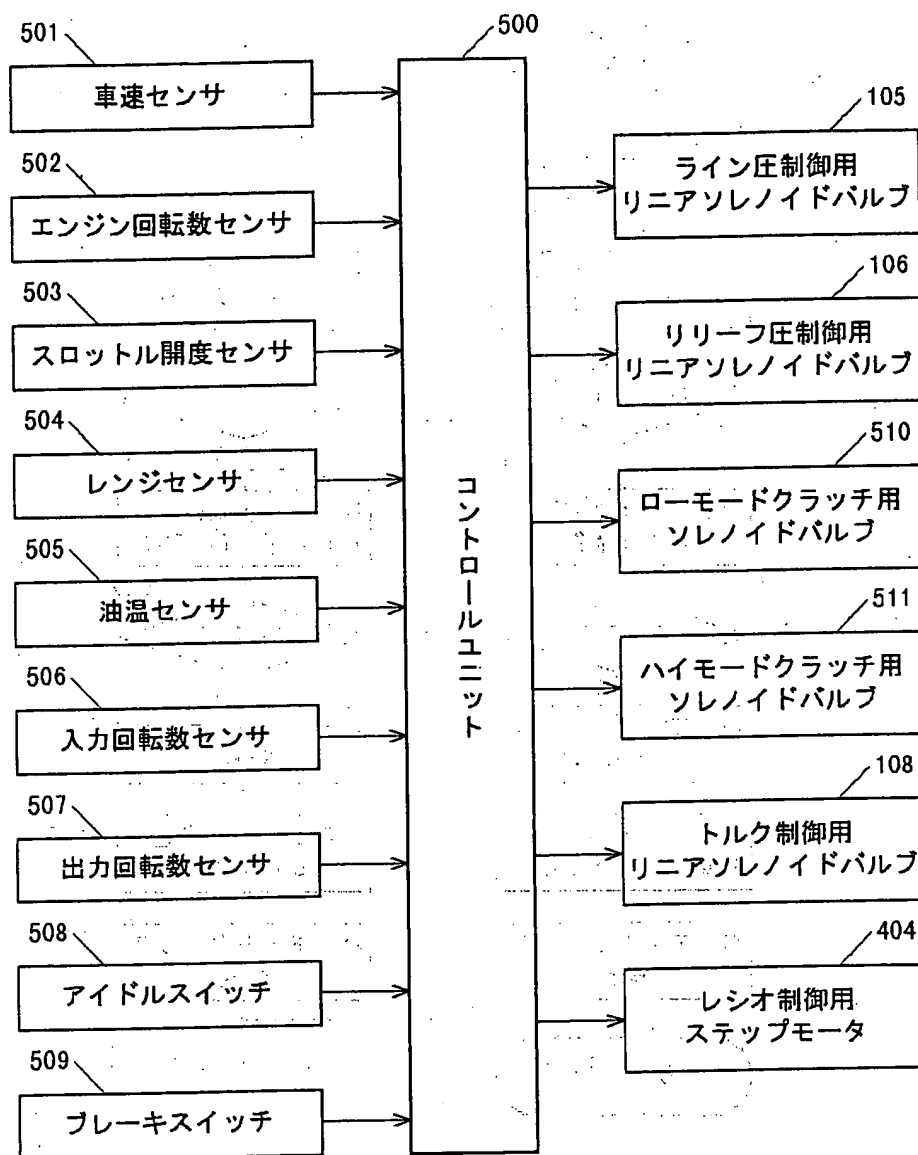 501
車速センサ
502
エンジン回転数センサ
503
スロットル開度センサ
504
レンジセンサ
505
油温センサ
506
入力回転数センサ
507
出力回転数センサ
508
アイドルスイッチ
509
ブレーキスイッチ
500
コントロールユニット
105
ライン圧制御用
リニアソレノイドバルブ
106
リリーフ圧制御用
リニアソレノイドバルブ
510
ローモードクラッチ用
ソレノイドバルブ
511
ハイモードクラッチ用
ソレノイドバルブ
108
トルク制御用
リニアソレノイドバルブ
404
レシオ制御用
ステップモータ